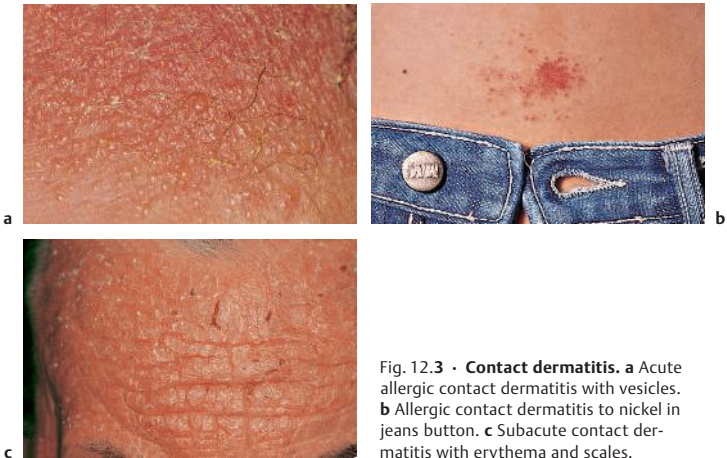 a
b
c
Fig. 12.3 · Contact dermatitis. a Acute
allergic contact dermatitis with vesicles.
b Allergic contact dermatitis to nickel in
jeans button. c Subacute contact der-
matitis with erythema and scales.